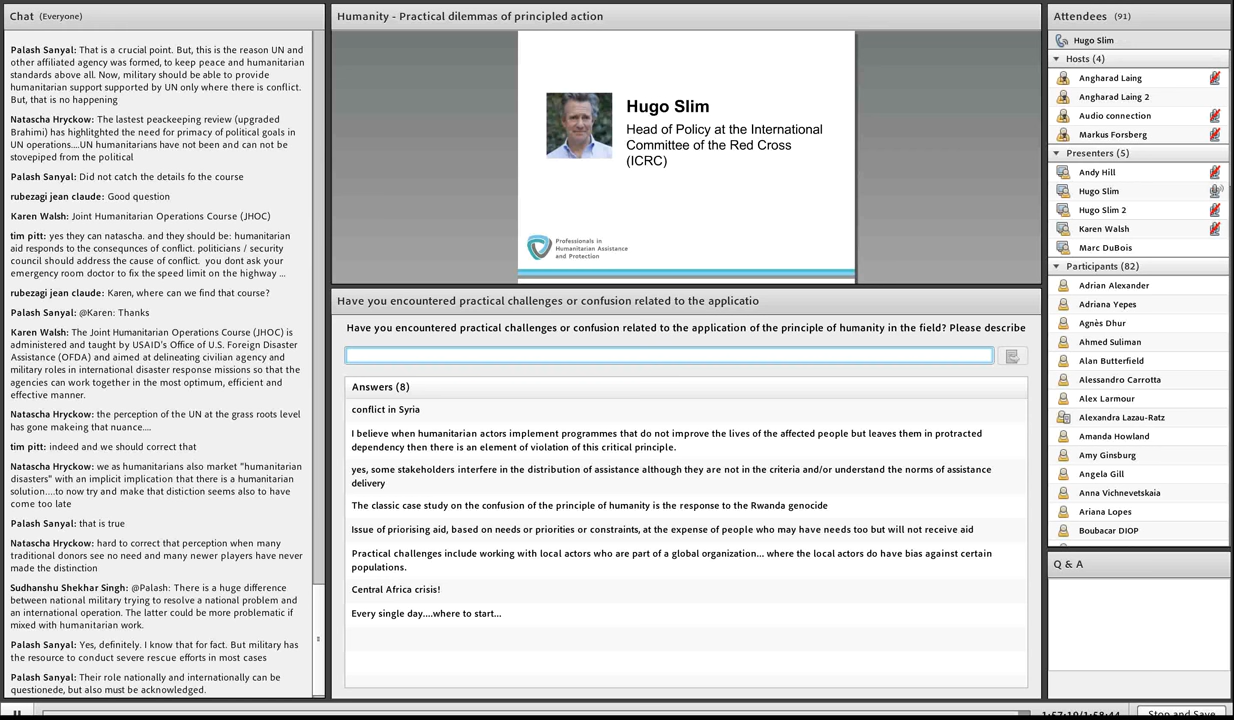 Chat (Everyone)
Palash Sanyal: That is a crucial point. But, this is the reason UN and
other affiliated agency was formed, to keep peace and humanitarian
standards above all. Now, military should be able to provide
humanitarian support supported by UN only where there is conflict.
But, that is no happening
Natascha Hryckow: The lastest peackeeping review (upgraded
Brahimi) has highlighted the need for primacy of political goals in
UN operations....UN humanitarians have not been and can not be
stovepiped from the political
Palash Sanyal: Did not catch the details fo the course
rubezagi jean claude: Good question
Karen Walsh: Joint Humanitarian Operations Course (JHOC)
tim pitt: yes they can natascha. and they should be: humanitarian
aid responds to the consequnces of conflict. politicians / security
council should address the cause of conflict. you dont ask your
emergency room doctor to fix the speed limit on the highway ...
rubezagi jean claude: Karen, where can we find that course?
Palash Sanyal: @Karen: Thanks
Karen Walsh: The Joint Humanitarian Operations Course (JHOC) is
administered and taught by USAID's Office of U.S. Foreign Disaster
Assistance (OFDA) and aimed at delineating civilian agency and
military roles in international disaster response missions so that the
agencies can work together in the most optimum, efficient and
effective manner.
Natascha Hryckow: the perception of the UN at the grass roots level
has gone makeing that nuance....
tim pitt: indeed and we should correct that
Natascha Hryckow: we as humanitarians also market "humanitarian
disasters" with an implicit implication that there is a humanitarian
solution....to now try and make that distiction seems also to have
come too late
Palash Sanyal: that is true
Natascha Hryckow: hard to correct that perception when many
traditional donors see no need and many newer players have never
made the distinction
Sudhanshu Shekhar Singh: @Palash: There is a huge difference
between national military trying to resolve a national problem and
an international operation. The latter could be more problematic if
mixed with humanitarian work.
Palash Sanyal: Yes, definitely. I know that for fact. But military has
the resource to conduct severe rescue efforts in most cases
Palash Sanyal: Their role nationally and internationally can be
questionede, but also must be acknowledged.
Humanity - Practical dilemmas of principled action
Hugo Slim
Head of Policy at the International
Committee of the Red Cross
(ICRC)
Professionals in
Humanitarian Assistance
and Protection
Have you encountered practical challenges or confusion related to the applicatio
Have you encountered practical challenges or confusion related to the application of the principle of humanity in the field? Please describe
Answers (8)
conflict in Syria
I believe when humanitarian actors implement programmes that do not improve the lives of the affected people but leaves them in protracted
dependency then there is an element of violation of this critical principle.
yes, some stakeholders interfere in the distribution of assistance although they are not in the criteria and/or understand the norms of assistance
delivery
The classic case study on the confusion of the principle of humanity is the response to the Rwanda genocide
Issue of priorising aid, based on needs or priorities or constraints, at the expense of people who may have needs too but will not receive aid
Practical challenges include working with local actors who are part of a global organization... where the local actors do have bias against certain
populations.
Central Africa crisis!
Every single day....where to start...
Attendees (91)
Hugo Slim
Hosts (4)
Angharad Laing
Angharad Laing 2
Audio connection
Markus Forsberg
Presenters (5)
Andy Hill
Hugo Slim
Hugo Slim 2
Karen Walsh
Marc DuBois
Participants (82)
Adrian Alexander
Adriana Yepes
Agnès Dhur
Ahmed Suliman
Alan Butterfield
Alessandro Carrotta
Alex Larmour
Alexandra Lazau-Ratz
Amanda Howland
Amy Ginsburg
Angela Gill
Anna Vichnevetskaia
Ariana Lopes
Boubacar DIOP
Q & A
1:57:10/1:58:44
Stop and Save